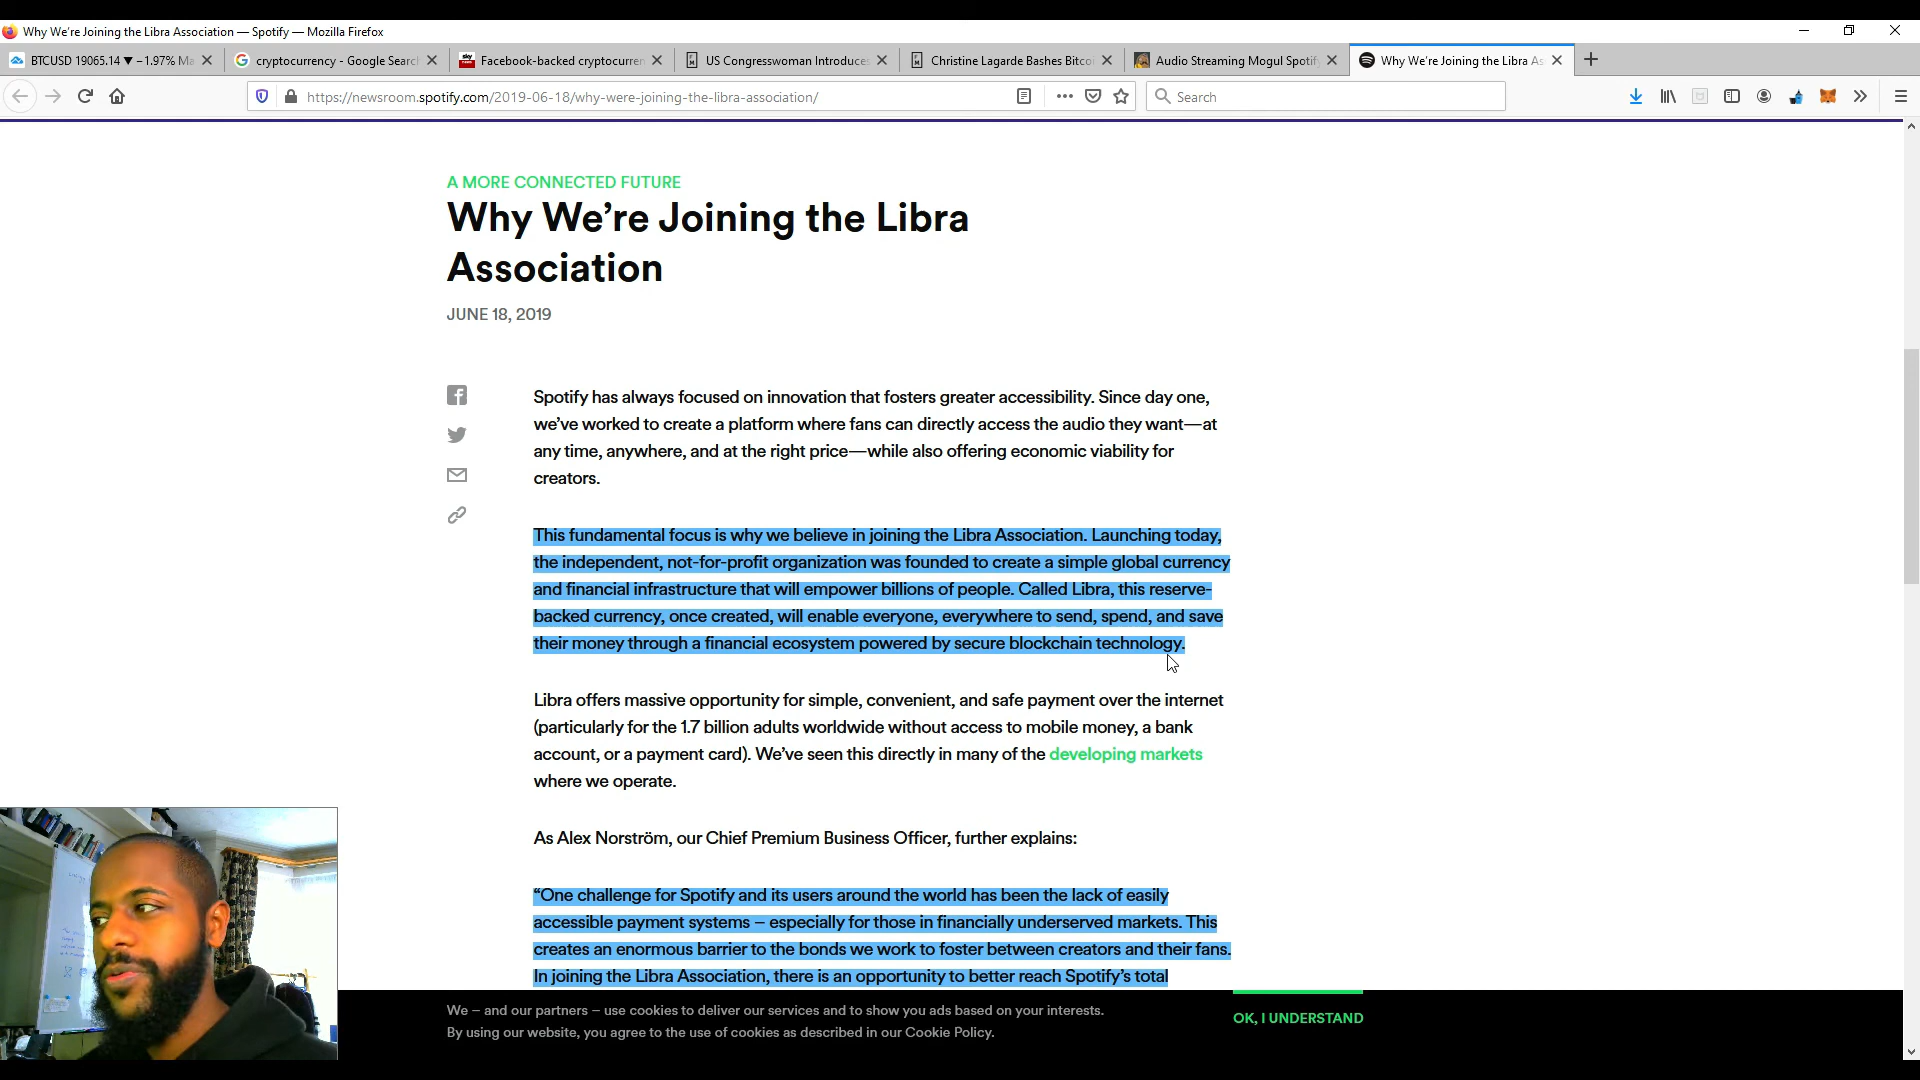 Why We're Joining the Libra Association — Spotify — Mozilla Firefox
BTCUSD 19065.14 ▼ −1.97% Ma
cryptocurrency - Google Searc
Facebook-backed cryptocurren
US Congresswoman Introduces
Christine Lagarde Bashes Bitco
Audio Streaming Mogul Spotify
Why We're Joining the Libra As
https://newsroom.spotify.com/2019-06-18/why-were-joining-the-libra-association/
Search
A MORE CONNECTED FUTURE
Why We’re Joining the Libra
Association
JUNE 18, 2019
Spotify has always focused on innovation that fosters greater accessibility. Since day one,
we’ve worked to create a platform where fans can directly access the audio they want—at
any time, anywhere, and at the right price—while also offering economic viability for
creators.
This fundamental focus is why we believe in joining the Libra Association. Launching today,
the independent, not-for-profit organization was founded to create a simple global currency
and financial infrastructure that will empower billions of people. Called Libra, this reserve-
backed currency, once created, will enable everyone, everywhere to send, spend, and save
their money through a financial ecosystem powered by secure blockchain technology.
Libra offers massive opportunity for simple, convenient, and safe payment over the internet
(particularly for the 1.7 billion adults worldwide without access to mobile money, a bank
account, or a payment card). We’ve seen this directly in many of the developing markets
where we operate.
As Alex Norström, our Chief Premium Business Officer, further explains:
“One challenge for Spotify and its users around the world has been the lack of easily
accessible payment systems – especially for those in financially underserved markets. This
creates an enormous barrier to the bonds we work to foster between creators and their fans.
In joining the Libra Association, there is an opportunity to better reach Spotify’s total
We – and our partners – use cookies to deliver our services and to show you ads based on your interests.
By using our website, you agree to the use of cookies as described in our Cookie Policy.
OK, I UNDERSTAND